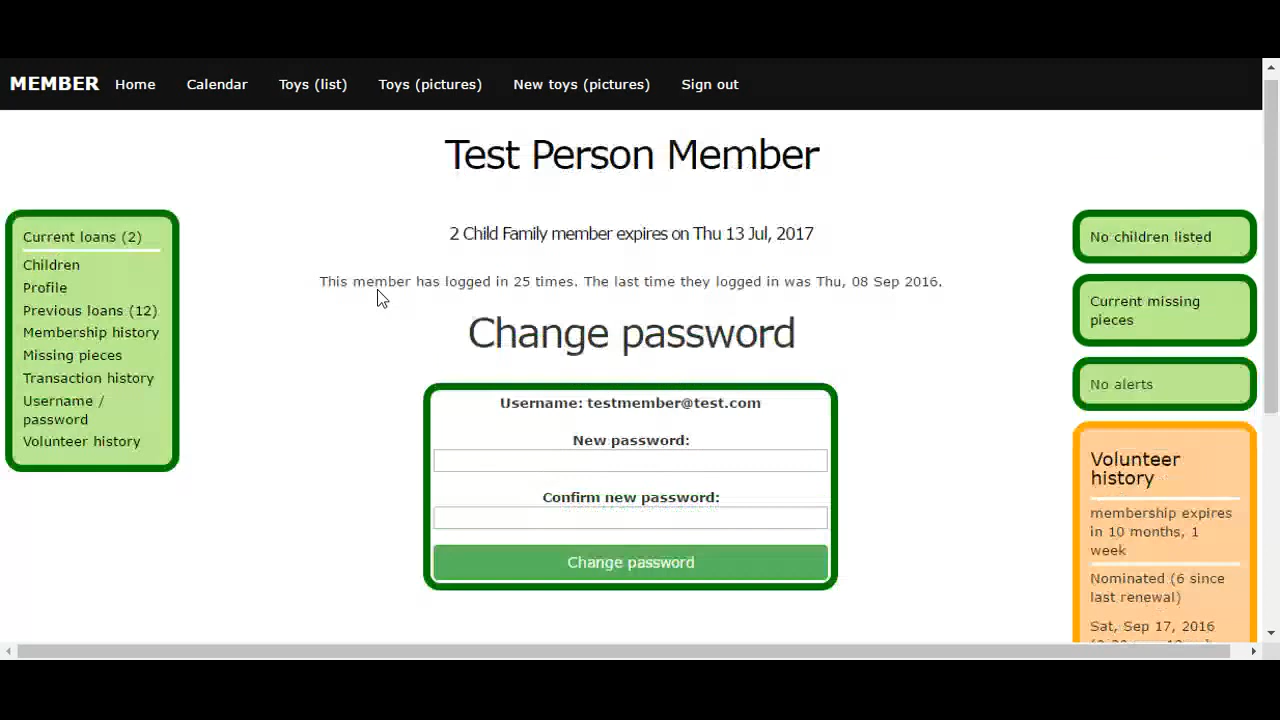 MEMBER Home Calendar Toys (list) Toys (pictures) New toys (pictures) Sign out
Test Person Member
Current loans (2)
Children
Profile
Previous loans (12)
Membership history
Missing pieces
Transaction history
Username /
password
Volunteer history
2 Child Family member expires on Thu 13 Jul, 2017
This member has logged in 25 times. The last time they logged in was Thu, 08 Sep 2016.
Change password
Username: testmember@test.com
New password:
Confirm new password:
Change password
No children listed
Current missing
pieces
No alerts
Volunteer
history
membership expires
in 10 months, 1
week
Nominated (6 since
last renewal)
Sat, Sep 17, 2016